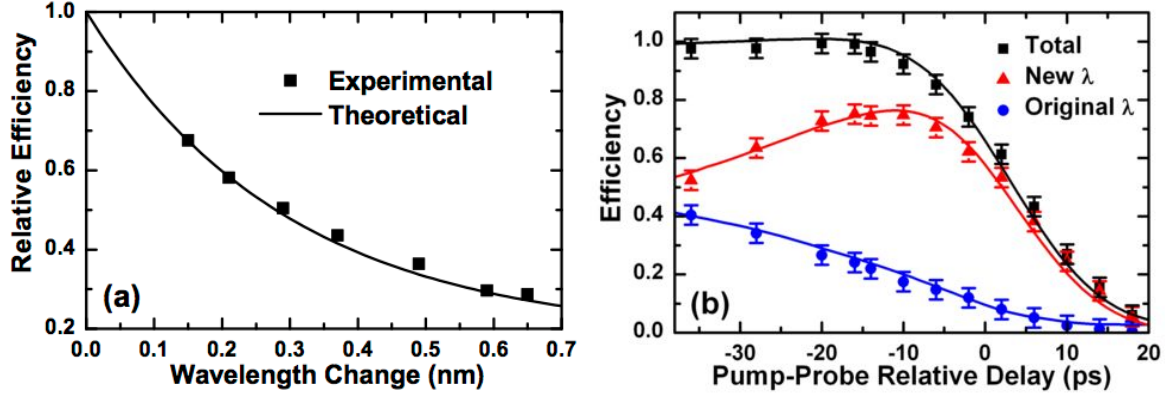 Relative Efficiency
1.0
0.8
0.6
0.4
0.2
Experimental
Theoretical
(a)
0.0 0.1 0.2 0.3 0.4 0.5 0.6 0.7
Wavelength Change (nm)
Efficiency
1.0
0.8
0.6
0.4
0.2
0.0
Total
New λ
Original λ
(b)
-30 -20 -10 0 10 20
Pump-Probe Relative Delay (ps)